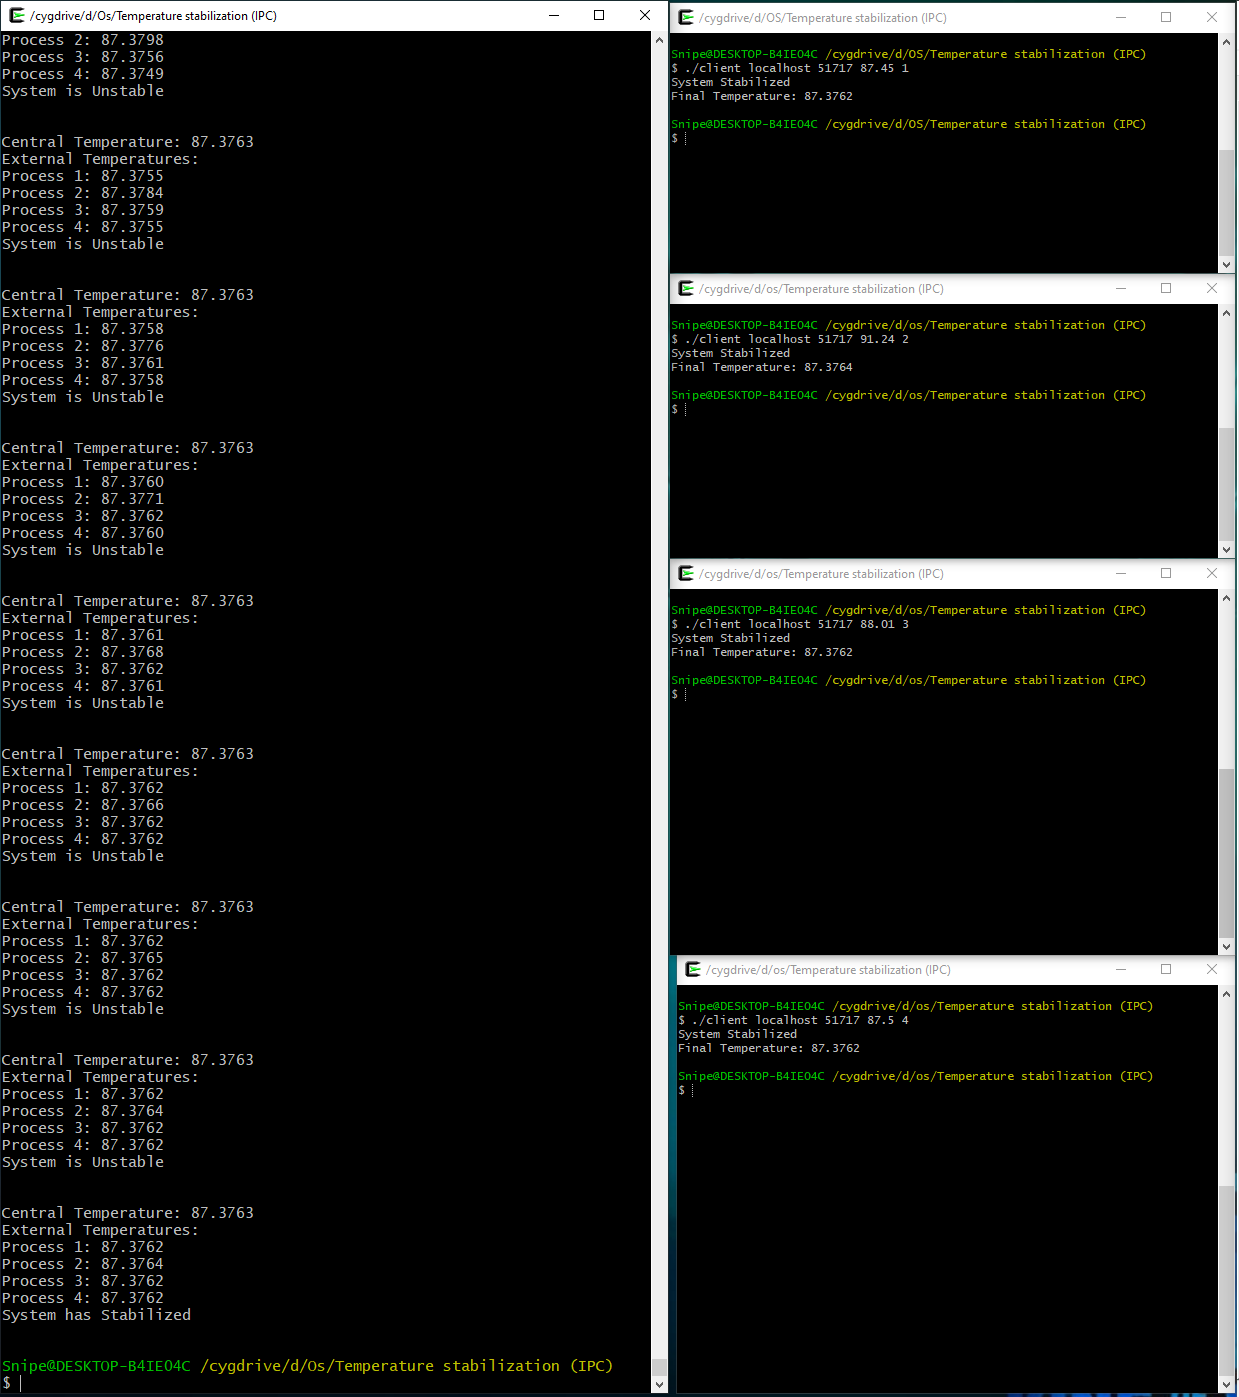 /cygdrive/d/Os/Temperature stabilization (IPC)
Process 2: 87.3798
Process 3: 87.3756
Process 4: 87.3749
System is Unstable
Central Temperature: 87.3763
External Temperatures:
Process 1: 87.3755
Process 2: 87.3784
Process 3: 87.3759
Process 4: 87.3755
System is Unstable
Central Temperature: 87.3763
External Temperatures:
Process 1: 87.3758
Process 2: 87.3776
Process 3: 87.3761
Process 4: 87.3758
System is Unstable
Central Temperature: 87.3763
External Temperatures:
Process 1: 87.3760
Process 2: 87.3771
Process 3: 87.3762
Process 4: 87.3760
System is Unstable
Central Temperature: 87.3763
External Temperatures:
Process 1: 87.3761
Process 2: 87.3768
Process 3: 87.3762
Process 4: 87.3761
System is Unstable
Central Temperature: 87.3763
External Temperatures:
Process 1: 87.3762
Process 2: 87.3766
Process 3: 87.3762
Process 4: 87.3762
System is Unstable
Central Temperature: 87.3763
External Temperatures:
Process 1: 87.3762
Process 2: 87.3765
Process 3: 87.3762
Process 4: 87.3762
System is Unstable
Central Temperature: 87.3763
External Temperatures:
Process 1: 87.3762
Process 2: 87.3764
Process 3: 87.3762
Process 4: 87.3762
System is Unstable
Central Temperature: 87.3763
External Temperatures:
Process 1: 87.3762
Process 2: 87.3764
Process 3: 87.3762
Process 4: 87.3762
System has Stabilized
Snipe@DESKTOP-B4IE04C /cygdrive/d/Os/Temperature stabilization (IPC)
$
/cygdrive/d/OS/Temperature stabilization (IPC)
Snipe@DESKTOP-B4IE04C /cygdrive/d/OS/Temperature stabilization (IPC)
$ ./client localhost 51717 87.45 1
System Stabilized
Final Temperature: 87.3762
Snipe@DESKTOP-B4IE04C /cygdrive/d/OS/Temperature stabilization (IPC)
$
/cygdrive/d/os/Temperature stabilization (IPC)
Snipe@DESKTOP-B4IE04C /cygdrive/d/os/Temperature stabilization (IPC)
$ ./client localhost 51717 91.24 2
System Stabilized
Final Temperature: 87.3764
Snipe@DESKTOP-B4IE04C /cygdrive/d/os/Temperature stabilization (IPC)
$
/cygdrive/d/os/Temperature stabilization (IPC)
Snipe@DESKTOP-B4IE04C /cygdrive/d/os/Temperature stabilization (IPC)
$ ./client localhost 51717 88.01 3
System Stabilized
Final Temperature: 87.3762
Snipe@DESKTOP-B4IE04C /cygdrive/d/os/Temperature stabilization (IPC)
$
/cygdrive/d/os/Temperature stabilization (IPC)
Snipe@DESKTOP-B4IE04C /cygdrive/d/os/Temperature stabilization (IPC)
$ ./client localhost 51717 87.5 4
System Stabilized
Final Temperature: 87.3762
Snipe@DESKTOP-B4IE04C /cygdrive/d/os/Temperature stabilization (IPC)
$